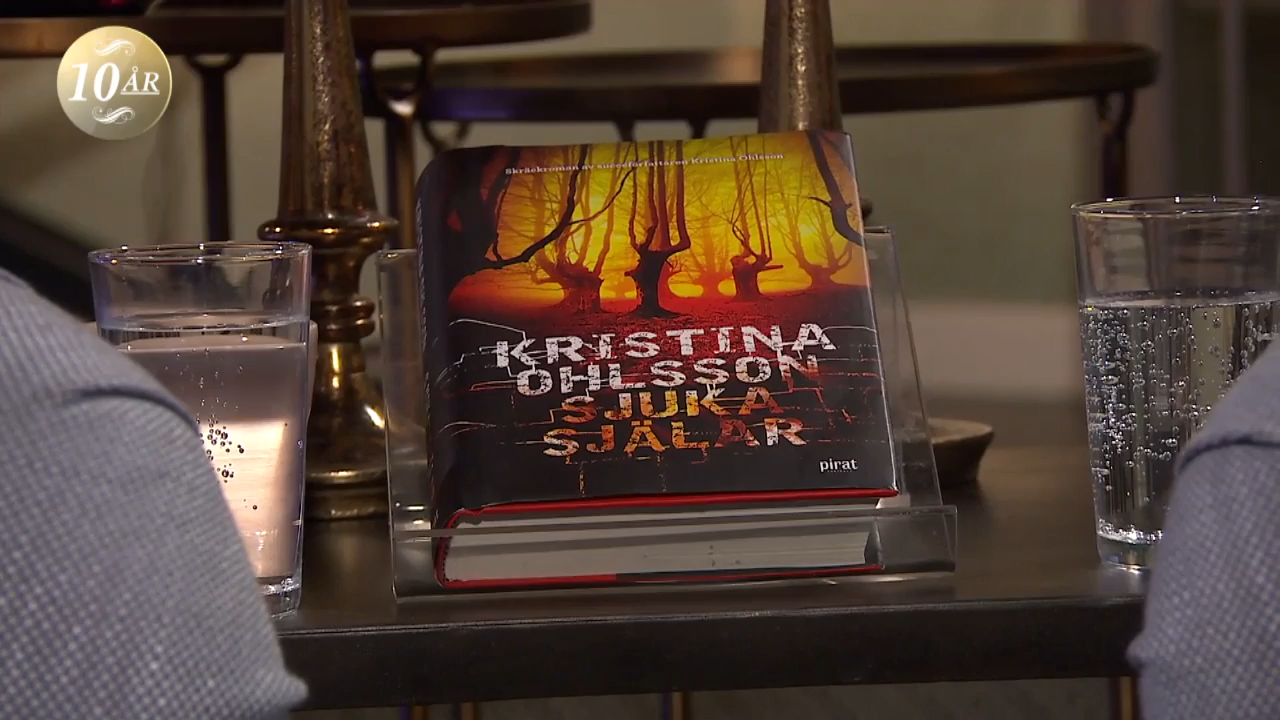 10 ÅR
Skräckroman av succéförfattaren Kristina Ohlsson
KRISTINA
OHLSSON
SJUKA
SJÄLAR
pirat